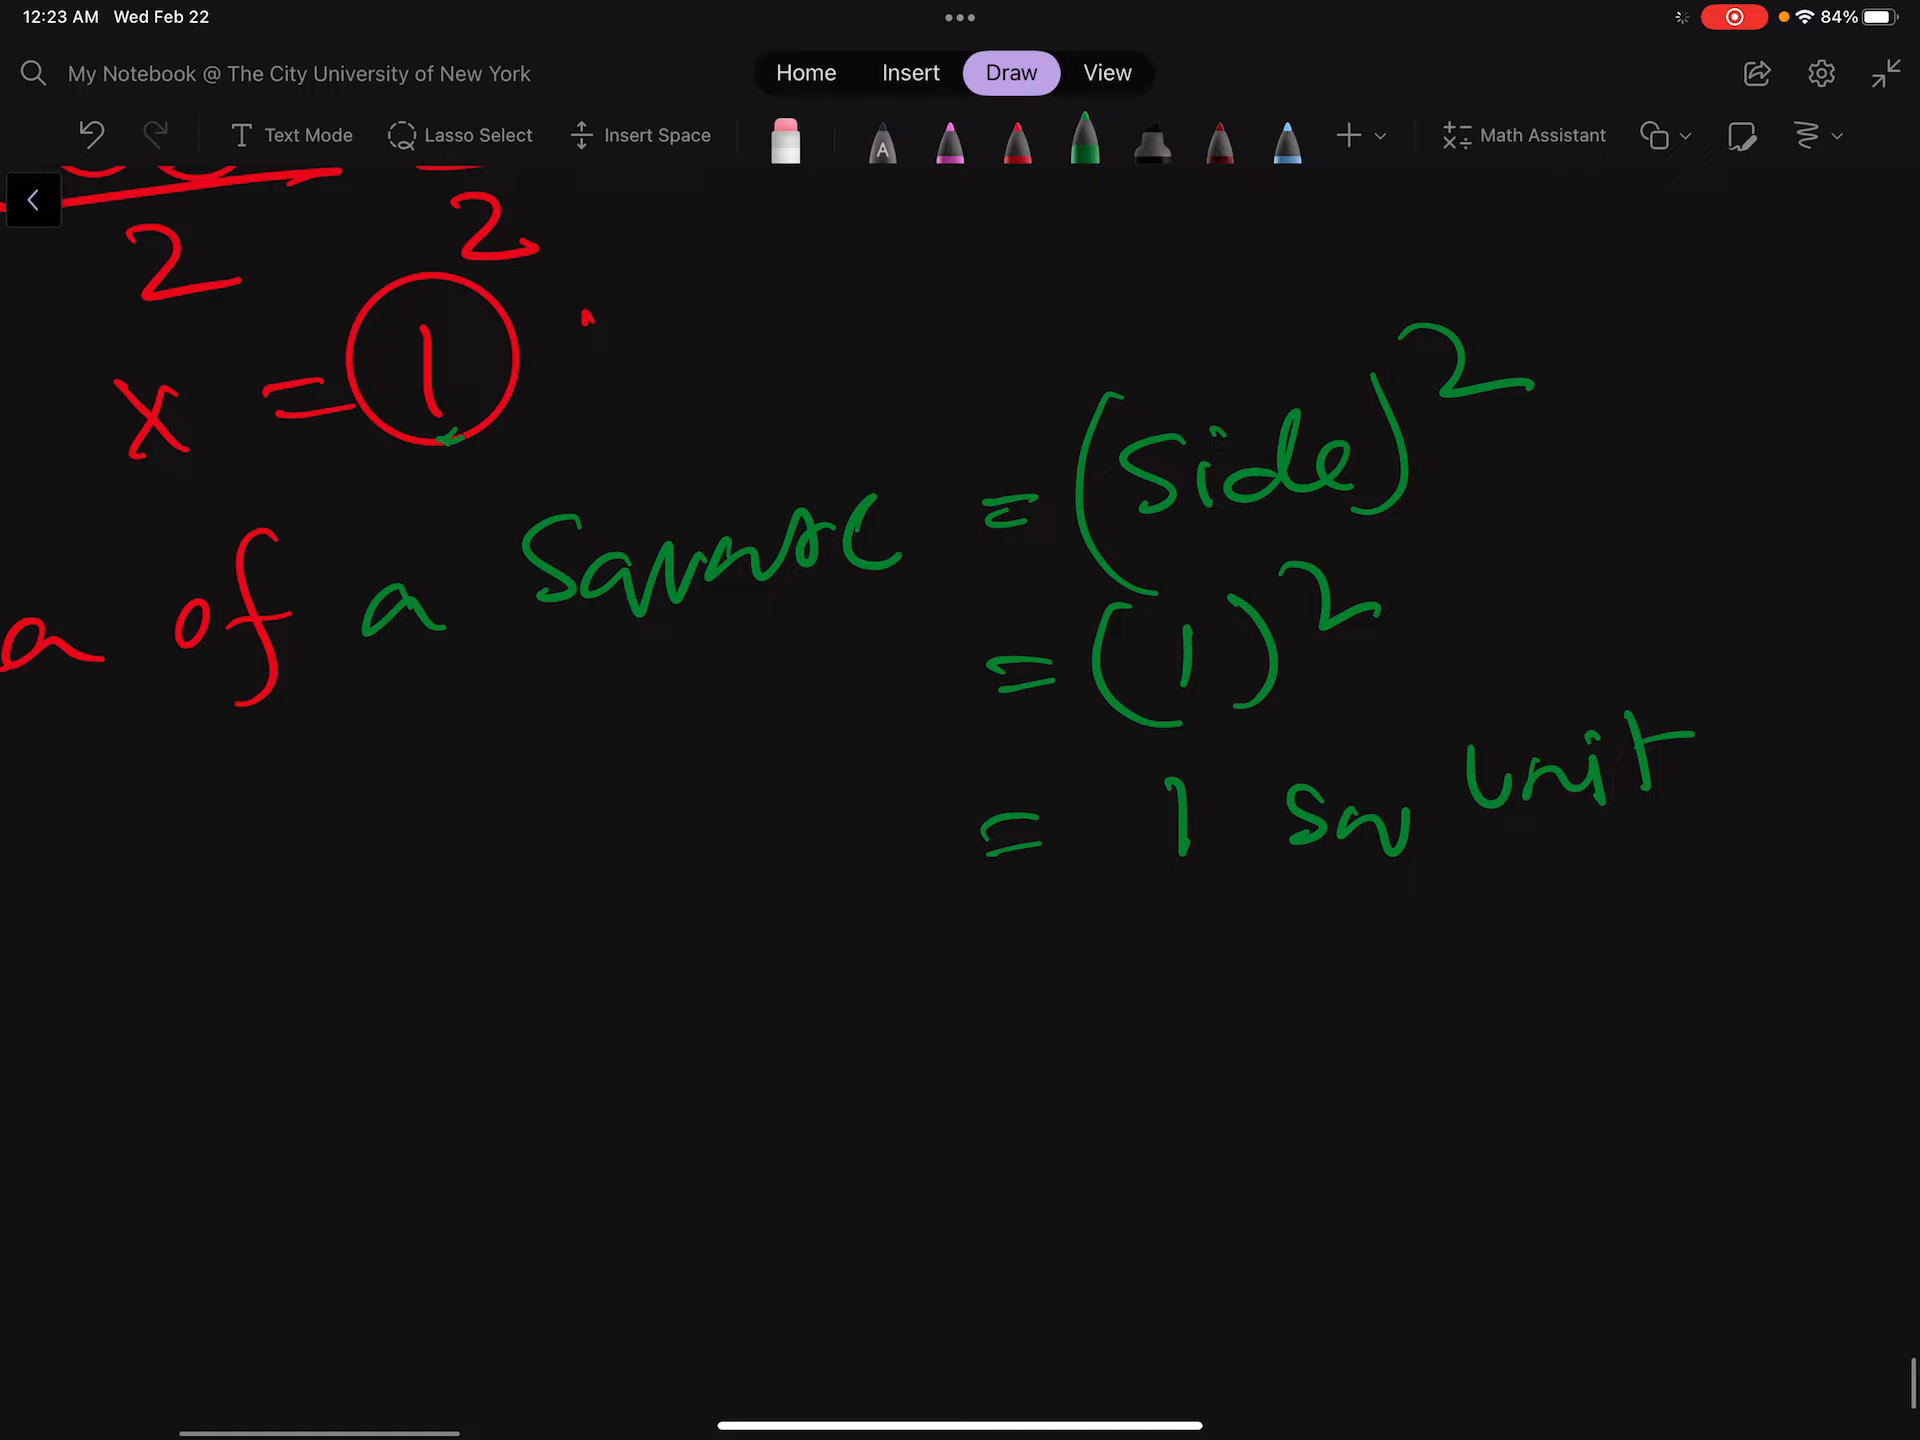 12:23 AM Wed Feb 22
84%
My Notebook @ The City University of New York
Home Insert Draw View
Text Mode Lasso Select Insert Space A Math Assistant
2 2
x = 1
= (side)²
a of a Square
= (1)²
= 1 sq unit